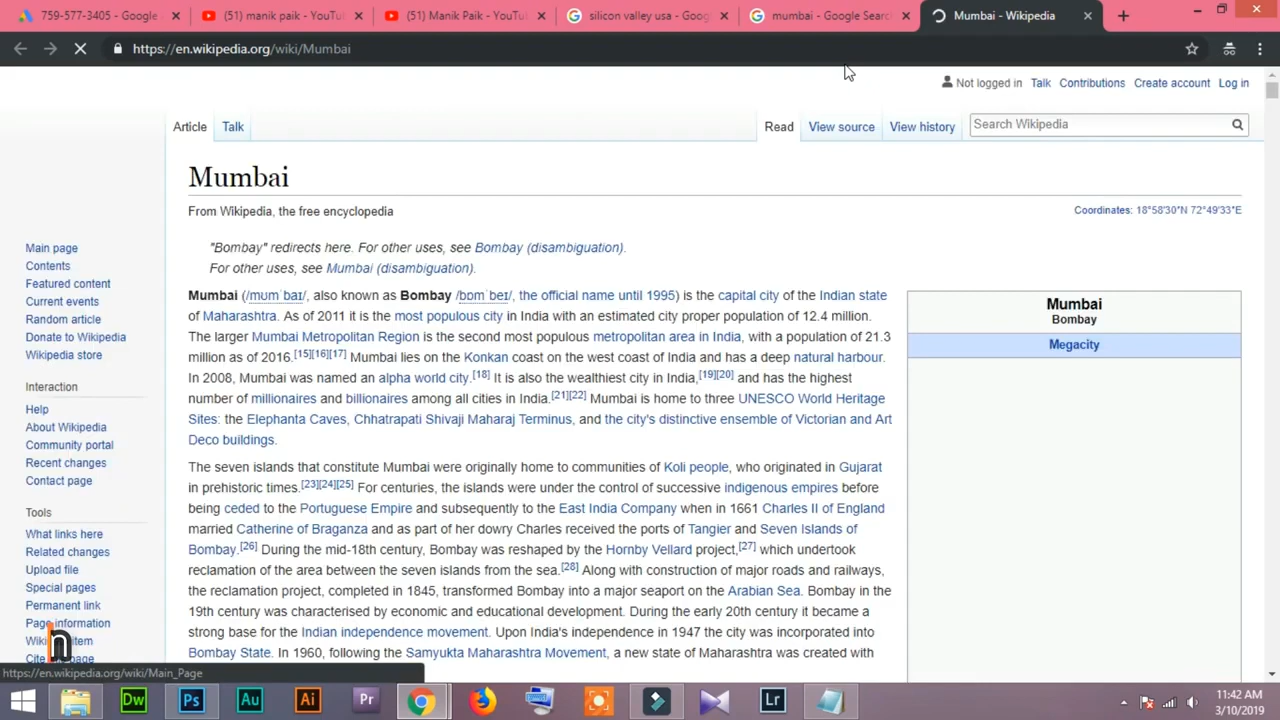 759-577-3405 - Google
(51) manik paik - YouTu
(51) Manik Paik - YouTu
silicon valley usa - Goog
mumbai - Google Searc
Mumbai - Wikipedia
https://en.wikipedia.org/wiki/Mumbai
Not logged in Talk Contributions Create account Log in
Article Talk Read View source View history Search Wikipedia
Mumbai
From Wikipedia, the free encyclopedia
Coordinates: 18°58′30″N 72°49′33″E
"Bombay" redirects here. For other uses, see Bombay (disambiguation).
For other uses, see Mumbai (disambiguation).
Mumbai (/mʊmˈbaɪ/, also known as Bombay /bɒmˈbeɪ/, the official name until 1995) is the capital city of the Indian state
of Maharashtra. As of 2011 it is the most populous city in India with an estimated city proper population of 12.4 million.
The larger Mumbai Metropolitan Region is the second most populous metropolitan area in India, with a population of 21.3
million as of 2016.[15][16][17] Mumbai lies on the Konkan coast on the west coast of India and has a deep natural harbour.
In 2008, Mumbai was named an alpha world city.[18] It is also the wealthiest city in India,[19][20] and has the highest
number of millionaires and billionaires among all cities in India.[21][22] Mumbai is home to three UNESCO World Heritage
Sites: the Elephanta Caves, Chhatrapati Shivaji Maharaj Terminus, and the city's distinctive ensemble of Victorian and Art
Deco buildings.
The seven islands that constitute Mumbai were originally home to communities of Koli people, who originated in Gujarat
in prehistoric times.[23][24][25] For centuries, the islands were under the control of successive indigenous empires before
being ceded to the Portuguese Empire and subsequently to the East India Company when in 1661 Charles II of England
married Catherine of Braganza and as part of her dowry Charles received the ports of Tangier and Seven Islands of
Bombay.[26] During the mid-18th century, Bombay was reshaped by the Hornby Vellard project,[27] which undertook
reclamation of the area between the seven islands from the sea.[28] Along with construction of major roads and railways,
the reclamation project, completed in 1845, transformed Bombay into a major seaport on the Arabian Sea. Bombay in the
19th century was characterised by economic and educational development. During the early 20th century it became a
strong base for the Indian independence movement. Upon India's independence in 1947 the city was incorporated into
Bombay State. In 1960, following the Samyukta Maharashtra Movement, a new state of Maharashtra was created with
Mumbai
Bombay
Megacity
Main page
Contents
Featured content
Current events
Random article
Donate to Wikipedia
Wikipedia store
Interaction
Help
About Wikipedia
Community portal
Recent changes
Contact page
Tools
What links here
Related changes
Upload file
Special pages
Permanent link
Page information
https://en.wikipedia.org/wiki/Main_Page
Dw Ps Au Ai Pr Lr
11:42 AM
3/10/2019